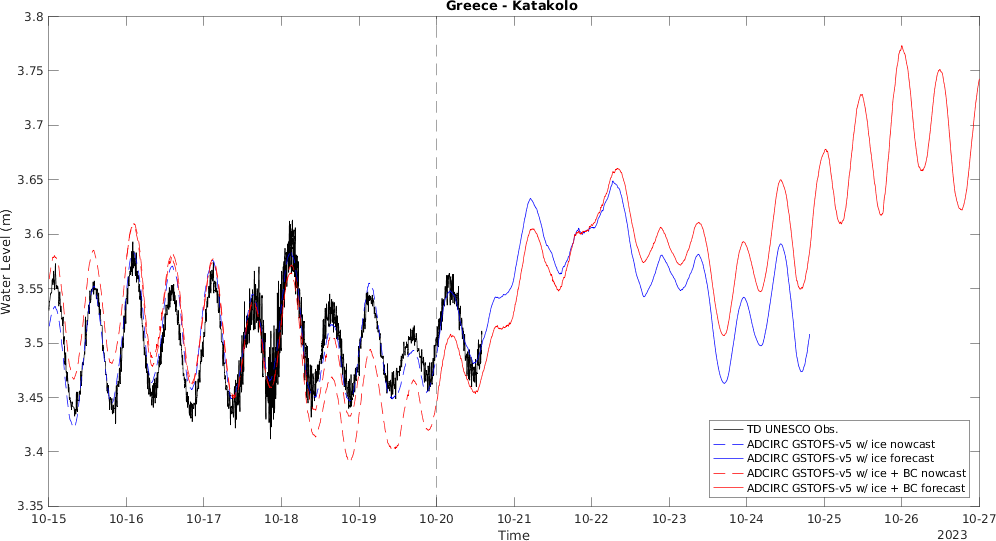 Greece - Katakolo
3.8
3.75
3.7
3.65
3.6
3.55
3.5
3.45
3.4
3.35
Water Level (m)
TD UNESCO Obs.
ADCIRC GSTOFS-v5 w/ ice nowcast
ADCIRC GSTOFS-v5 w/ ice forecast
ADCIRC GSTOFS-v5 w/ ice + BC nowcast
ADCIRC GSTOFS-v5 w/ ice + BC forecast
10-15 10-16 10-17 10-18 10-19 10-20 10-21 10-22 10-23 10-24 10-25 10-26 10-27
Time
2023